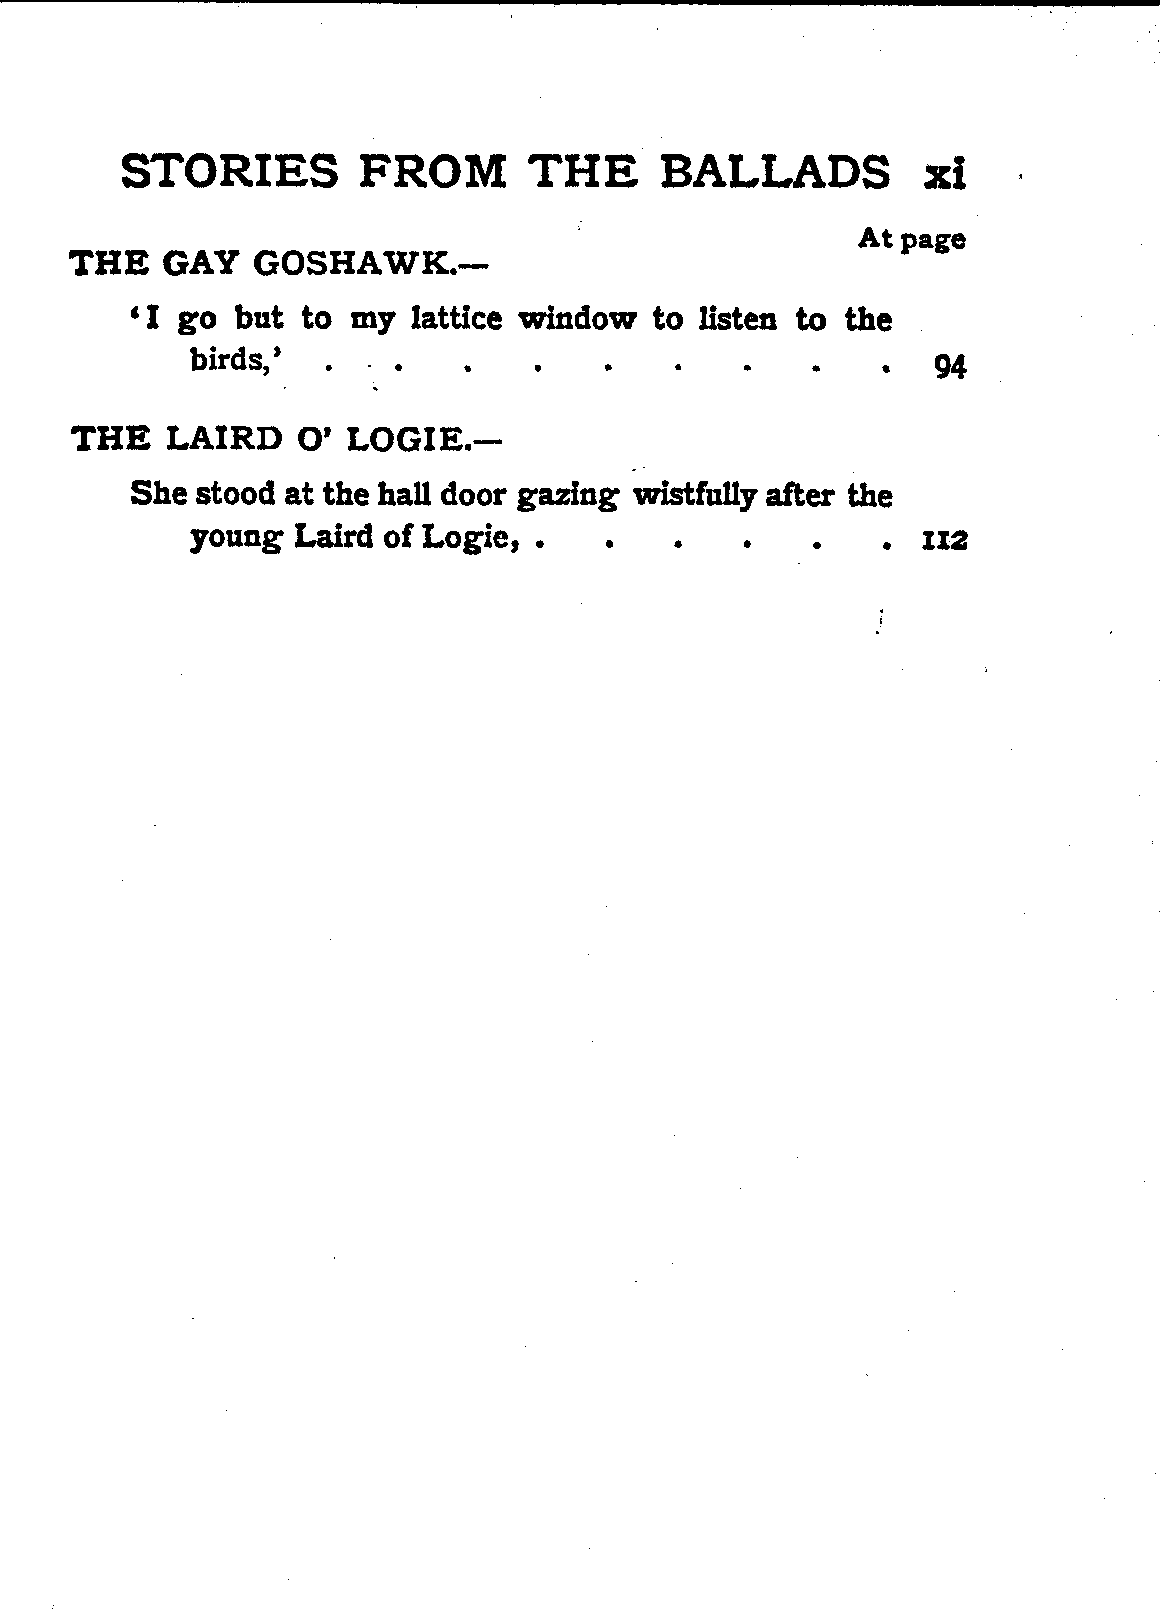 STORIES FROM THE BALLADS xi
At page
THE GAY GOSHAWK.—
‘I go but to my lattice window to listen to the
birds,’ . . . . . . . . . 94
THE LAIRD O’ LOGIE.—
She stood at the hall door gazing wistfully after the
young Laird of Logie, . . . . . . 112